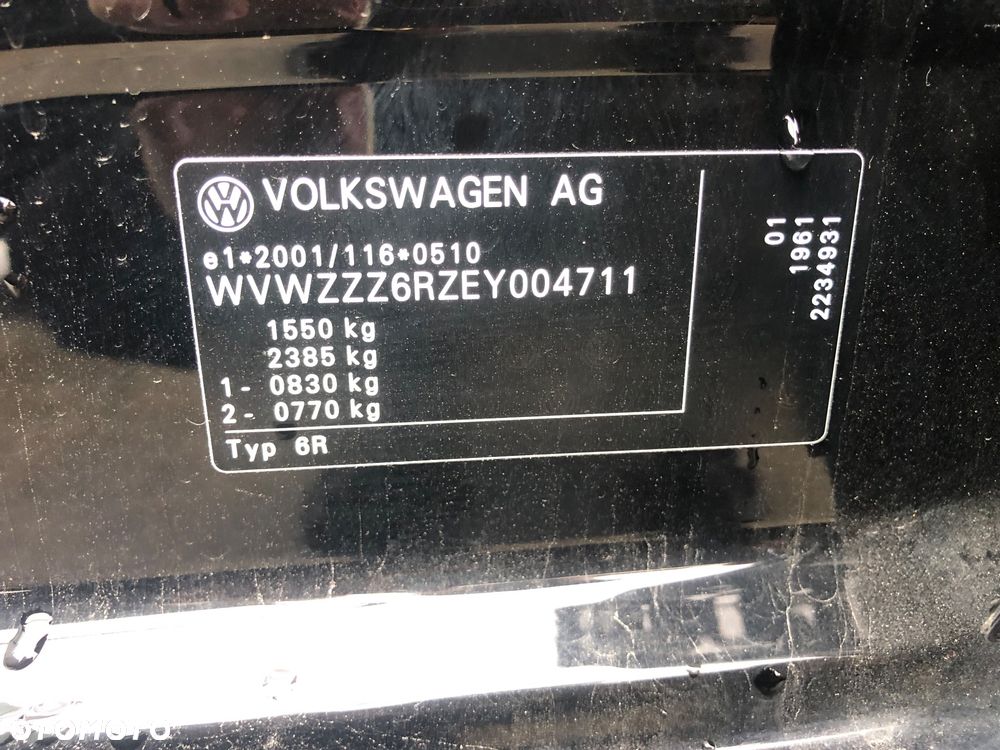 VOLKSWAGEN AG
e1*2001/116*0510
WVWZZZ6RZEY004711
1550 kg
2385 kg
1- 0830 kg
2- 0770 kg
Typ 6R
01
1961
2234931
OTOMOTO